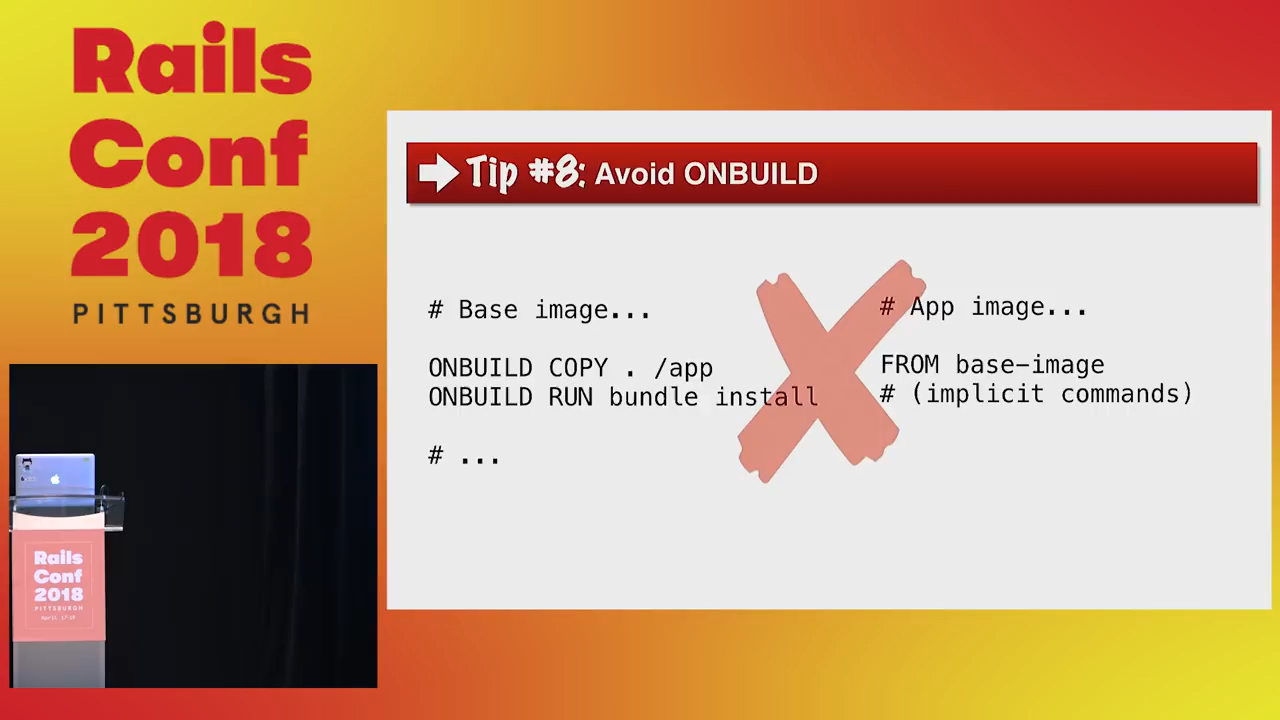 Rails
Conf
2018
PITTSBURGH
Tip #8: Avoid ONBUILD
# Base image...
ONBUILD COPY . /app
ONBUILD RUN bundle install
# ...
# App image...
FROM base-image
# (implicit commands)
Rails
Conf
2018
PITTSBURGH